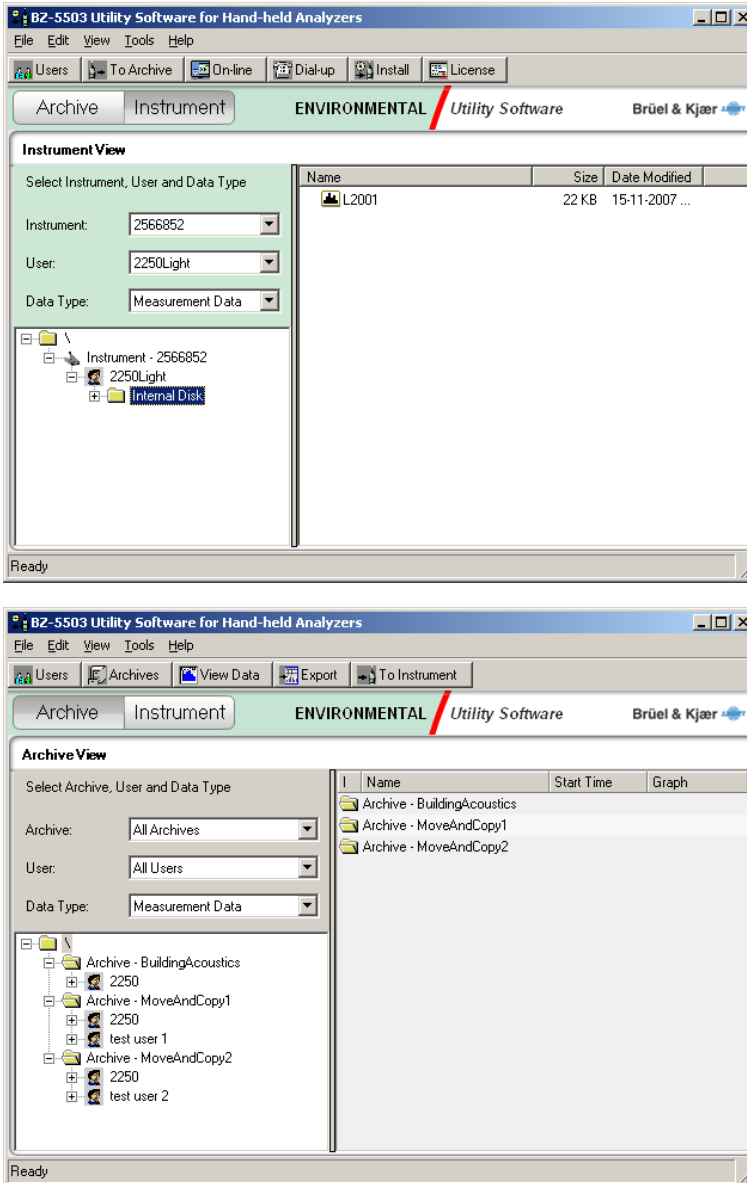 BZ-5503 Utility Software for Hand-held Analyzers
File Edit View Tools Help
Users To Archive On-line Dial-up Install License
Archive Instrument ENVIRONMENTAL Utility Software Brüel & Kjær
Instrument View
Select Instrument, User and Data Type
Name Size Date Modified
L2001 22 KB 15-11-2007 ...
Instrument: 2566852
User: 2250Light
Data Type: Measurement Data
\
Instrument - 2566852
2250Light
Internal Disk
Ready
BZ-5503 Utility Software for Hand-held Analyzers
File Edit View Tools Help
Users Archives View Data Export To Instrument
Archive Instrument ENVIRONMENTAL Utility Software Brüel & Kjær
Archive View
Select Archive, User and Data Type
I Name Start Time Graph
Archive - BuildingAcoustics
Archive - MoveAndCopy1
Archive - MoveAndCopy2
Archive: All Archives
User: All Users
Data Type: Measurement Data
\
Archive - BuildingAcoustics
2250
Archive - MoveAndCopy1
2250
test user 1
Archive - MoveAndCopy2
2250
test user 2
Ready